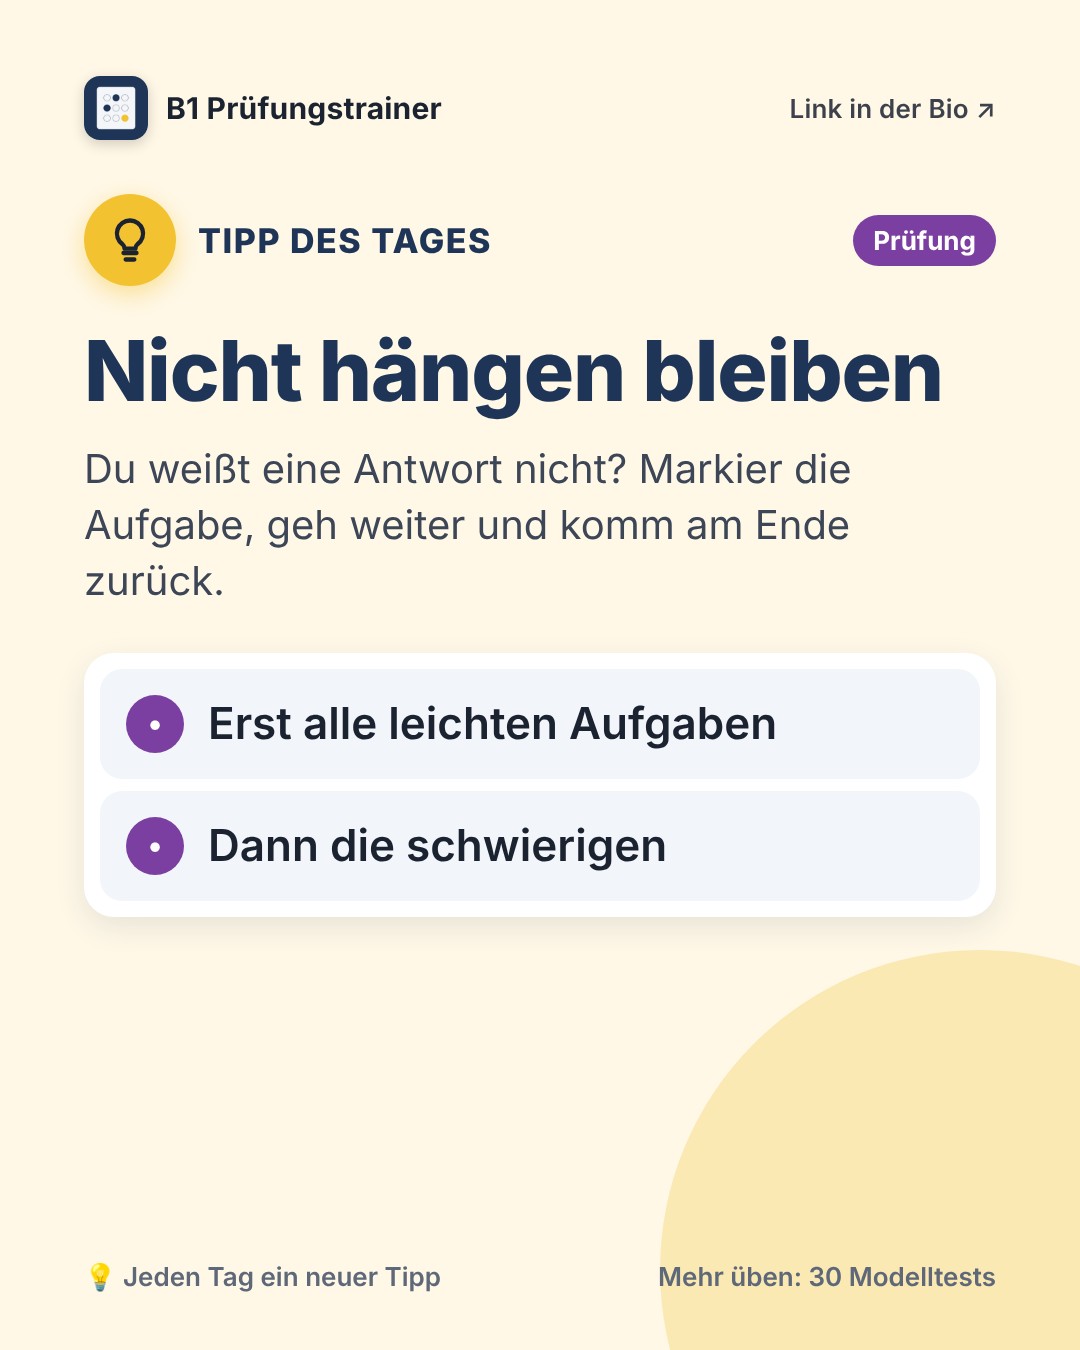 B1 Prüfungstrainer
Link in der Bio ↗
TIPP DES TAGES
Prüfung
Nicht hängen bleiben
Du weißt eine Antwort nicht? Markier die
Aufgabe, geh weiter und komm am Ende
zurück.
• Erst alle leichten Aufgaben
• Dann die schwierigen
💡 Jeden Tag ein neuer Tipp
Mehr üben: 30 Modelltests